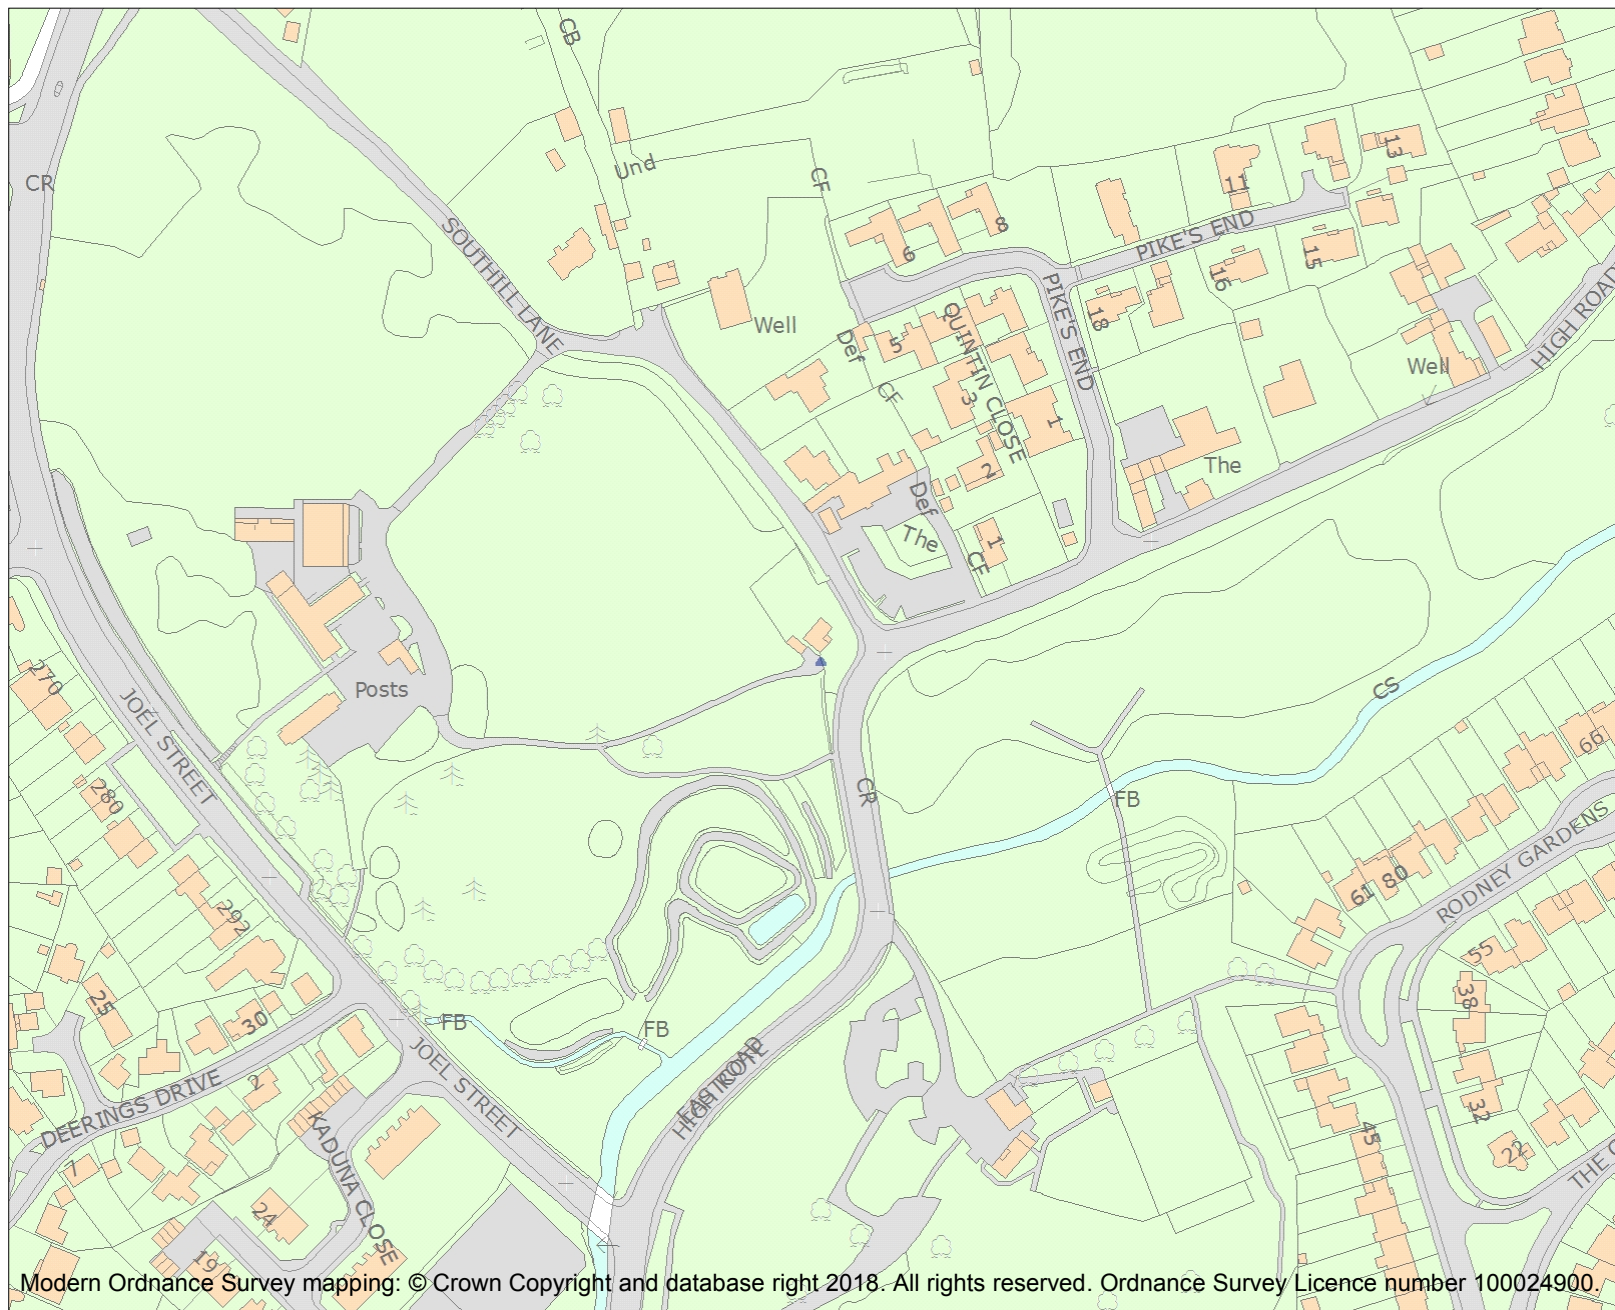 CB
CR
Und
CF
13
11
SOUTHILL LANE
8
6
PIKE'S END
15
16
PIKE'S END
HIGH ROAD
18
Well
QUINTIN CLOSE
Def
5
Well
CF
3
1
The
2
Def
The
1
CF
270
JOEL STREET
Posts
CS
66
CR
FB
280
RODNEY GARDENS
80
61
292
55
38
25
30
FB
FB
JOEL STREET
HIGH ROAD
2
DEERINGS DRIVE
32
KADUNA CLOSE
45
22
1
THE
24
19
Modern Ordnance Survey mapping: © Crown Copyright and database right 2018. All rights reserved. Ordnance Survey Licence number 100024900.